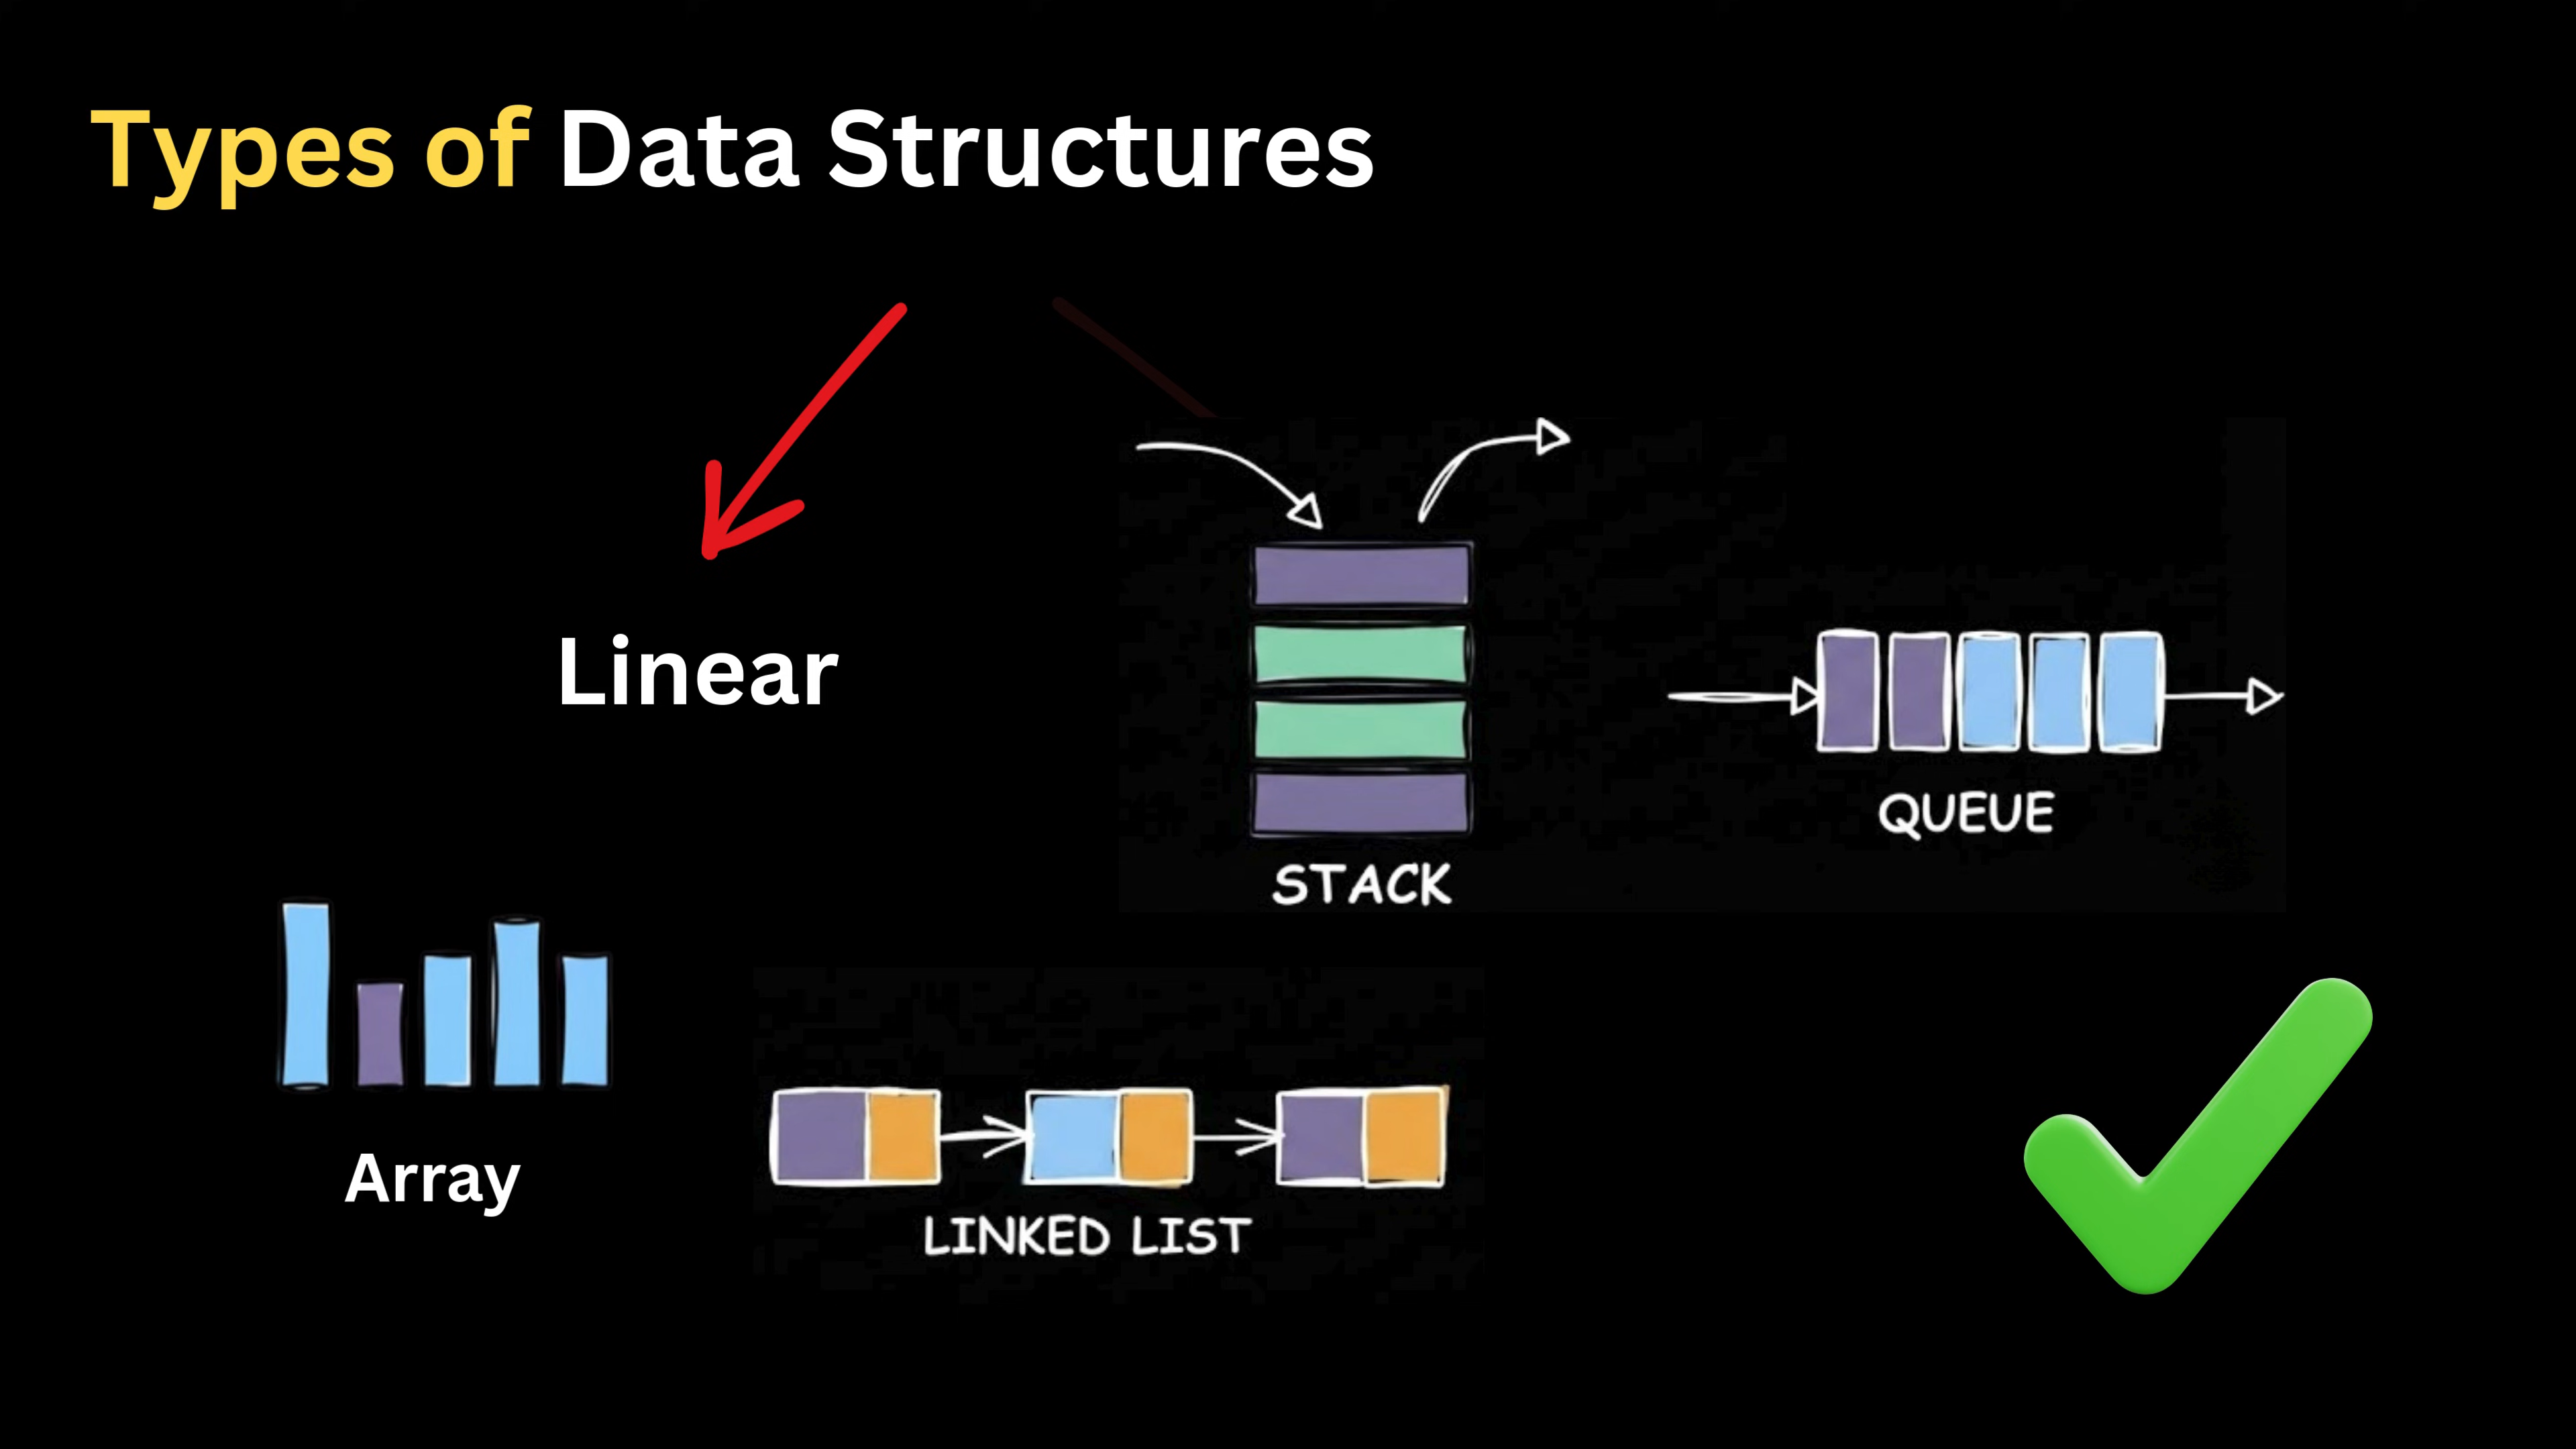 Types of Data Structures
Linear
STACK
QUEUE
Array
LINKED LIST